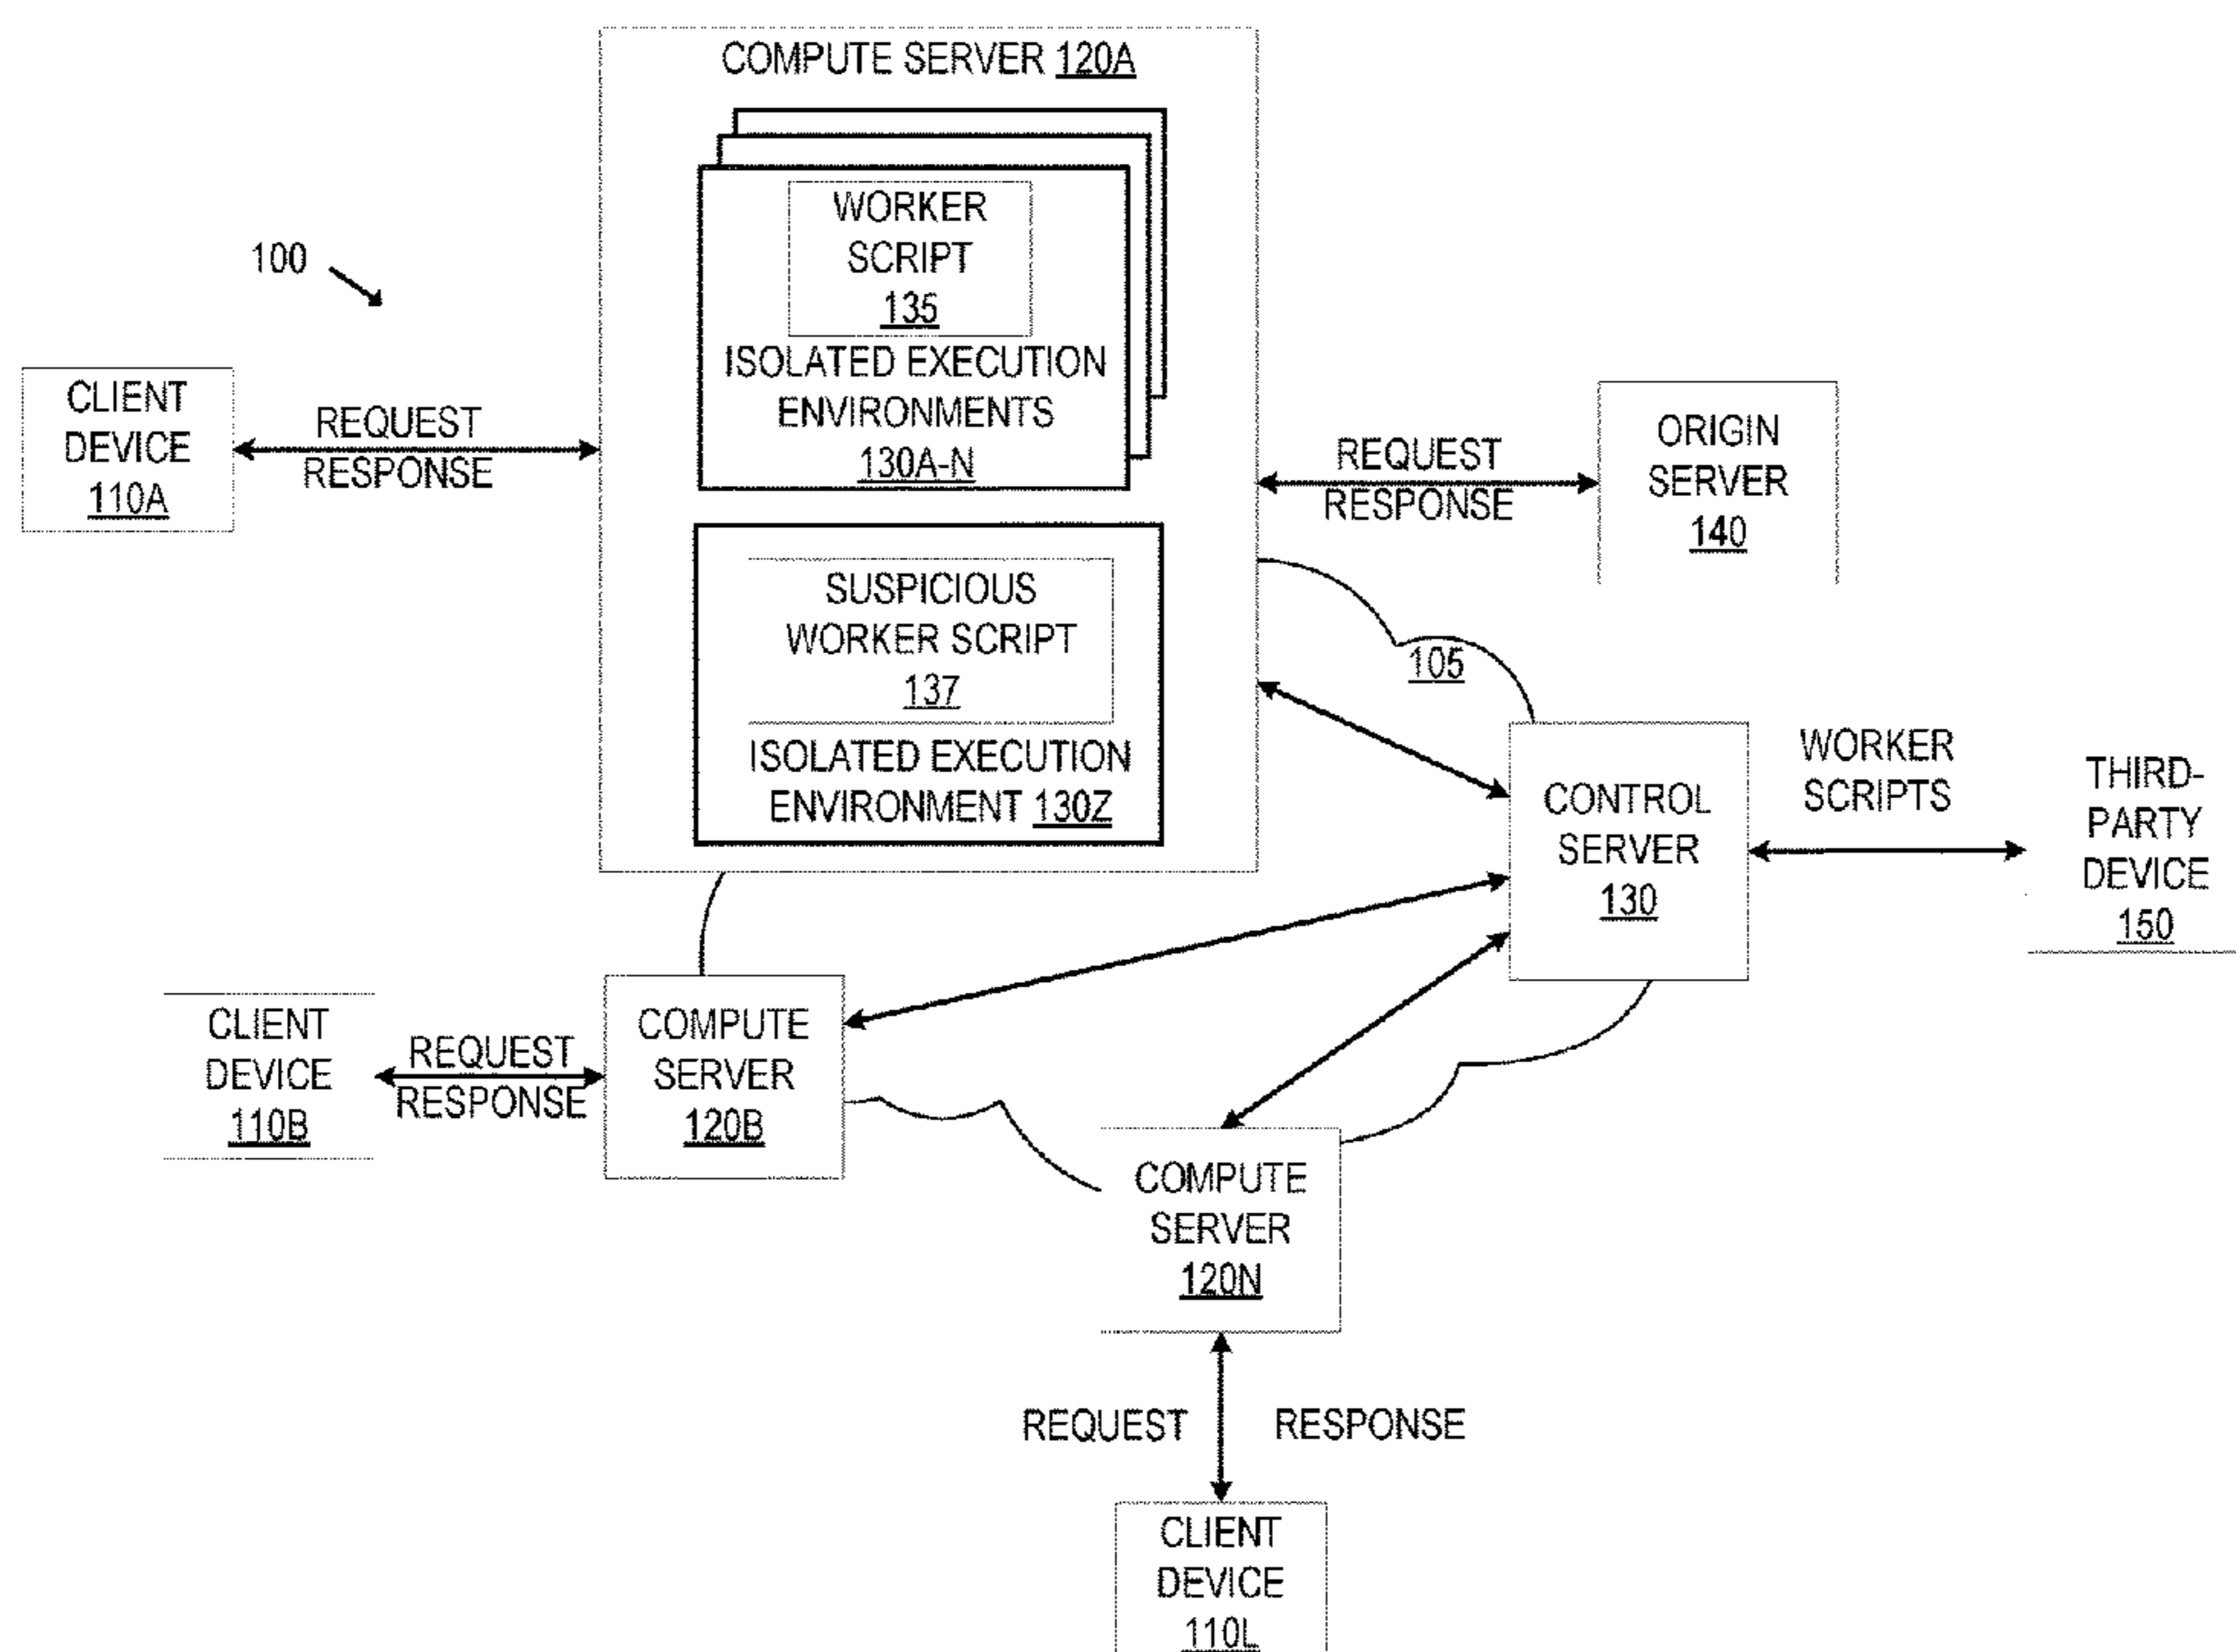 COMPUTE SERVER 120A
WORKER
SCRIPT
135
ISOLATED EXECUTION
ENVIRONMENTS
130A-N
100
CLIENT
DEVICE
110A
REQUEST
RESPONSE
REQUEST
RESPONSE
ORIGIN
SERVER
140
SUSPICIOUS
WORKER SCRIPT
137
ISOLATED EXECUTION
ENVIRONMENT 130Z
105
CONTROL
SERVER
130
WORKER
SCRIPTS
THIRD-
PARTY
DEVICE
150
CLIENT
DEVICE
110B
REQUEST
RESPONSE
COMPUTE
SERVER
120B
COMPUTE
SERVER
120N
REQUEST RESPONSE
CLIENT
DEVICE
110L